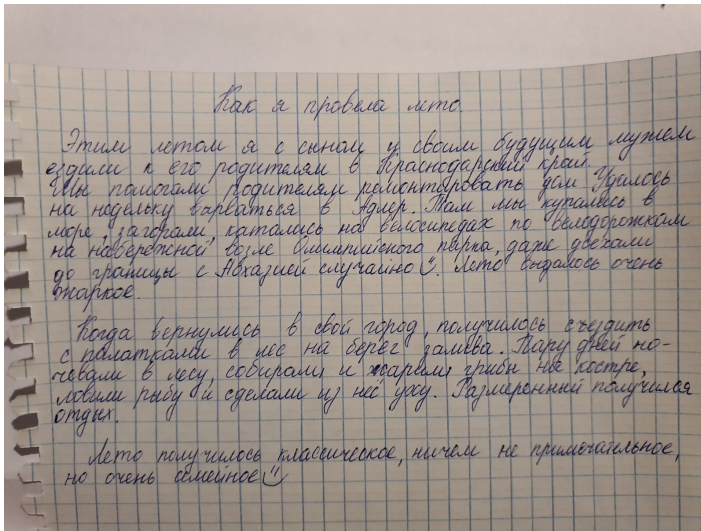 Как я провела лето.
Этим летом я с сыном и своим будущим мужем
ездили к его родителям в Краснодарский край.
Мы помогали родителям ремонтировать дом. Удалось
на недельку вырваться в Адлер. Там мы купались в
море, загорали, катались на велосипедах по велодорожкам
на набережной возле Олимпийского парка, даже доехали
до границы с Абхазией случайно. Лето выдалось очень
жаркое.
Когда вернулись в свой город, получилось съездить
с палатками в лес на берег залива. Пару дней но-
чевали в лесу, собирали и жарили грибы на костре,
ловили рыбу и сделали из неё уху. Размеренный получился
отдых.
Лето получилось классическое, ничем не примечательное,
но очень семейное